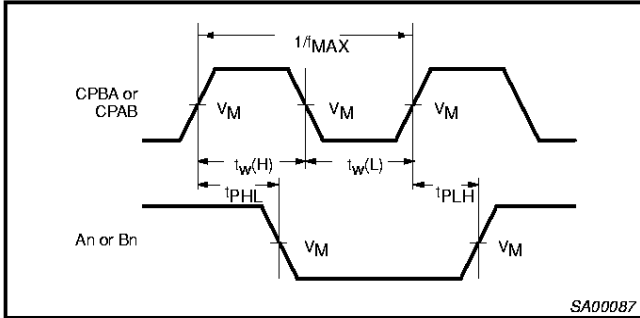 1/fMAX
CPBA or
CPAB
VM VM VM
tw(H) tw(L)
tPHL tPLH
An or Bn
VM VM
SA00087